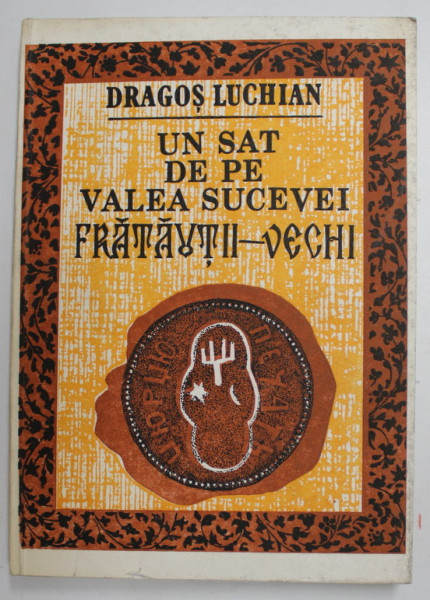 DRAGOȘ LUCHIAN
UN SAT
DE PE
VALEA SUCEVEI
FRĂTĂUȚII-VECHI